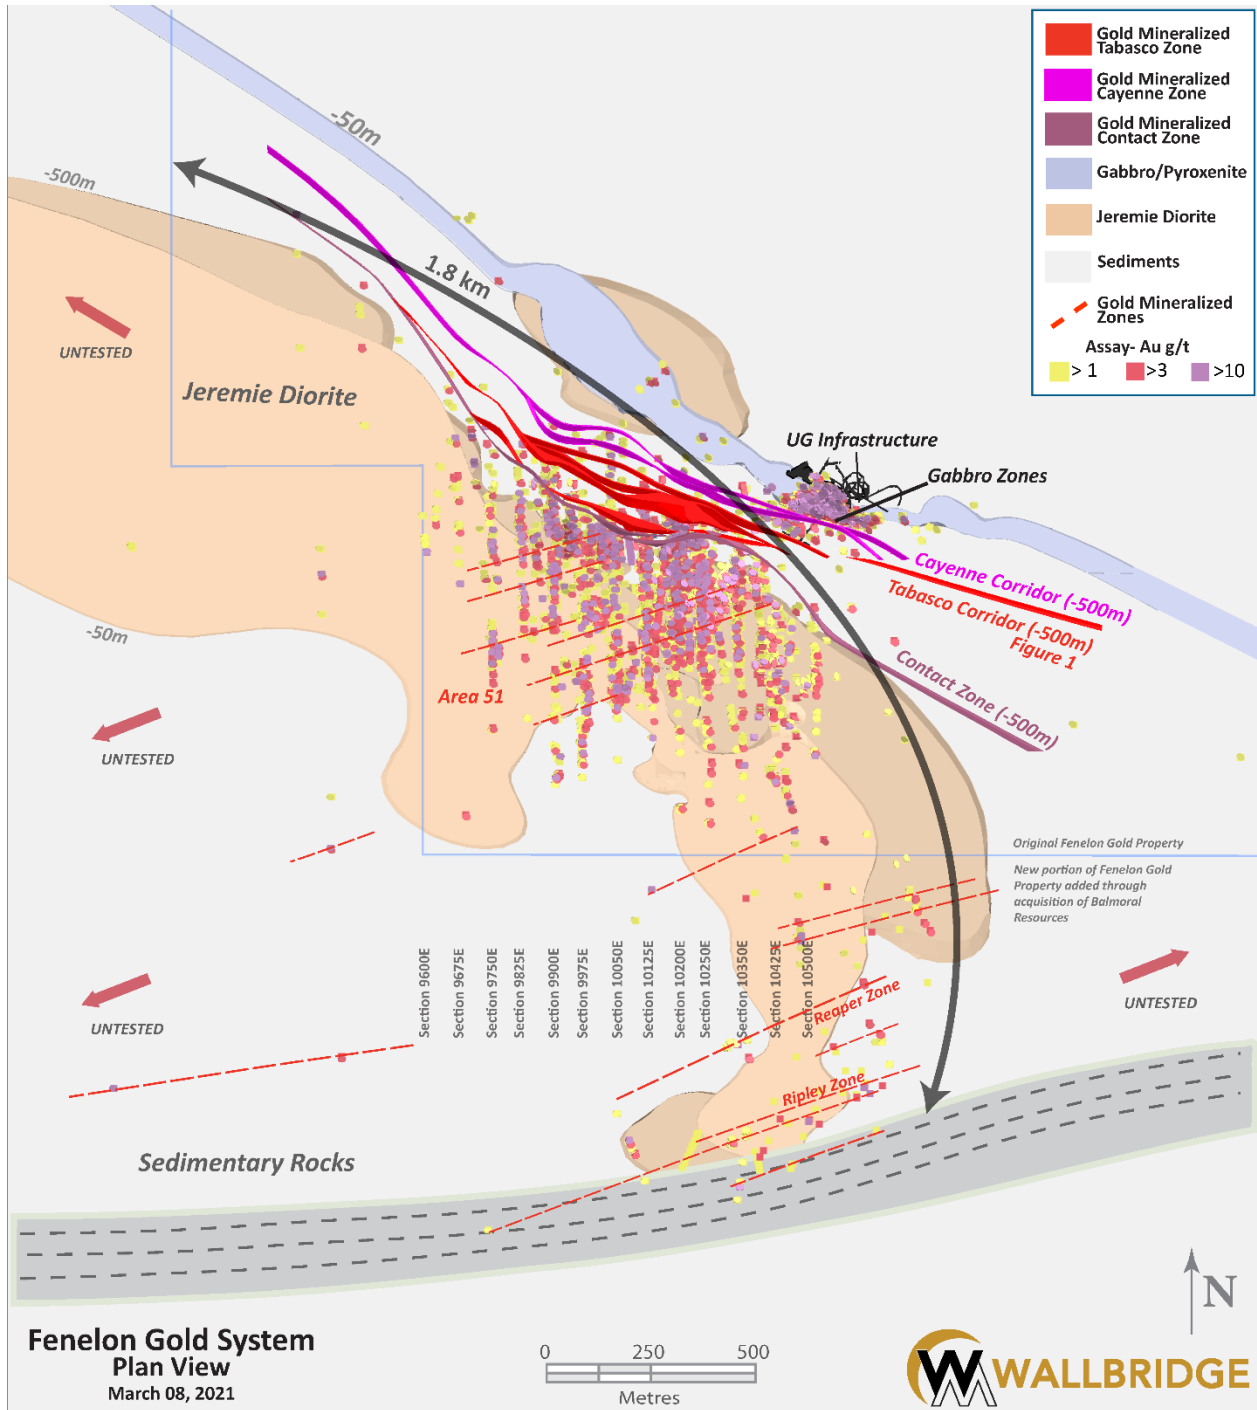 Gold Mineralized
Tabasco Zone
Gold Mineralized
Cayenne Zone
Gold Mineralized
Contact Zone
Gabbro/Pyroxenite
Jeremie Diorite
Sediments
Gold Mineralized
Zones
Assay- Au g/t
> 1
>3
>10
-50m
-500m
1.8 km
UNTESTED
Jeremie Diorite
UG Infrastructure
Gabbro Zones
Cayenne Corridor (-500m)
Tabasco Corridor (-500m)
Figure 1
-50m
Contact Zone (-500m)
Area 51
UNTESTED
Original Fenelon Gold Property
New portion of Fenelon Gold
Property added through
acquisition of Balmoral
Resources
Section 9600E
Section 9675E
Section 9750E
Section 9825E
Section 9900E
Section 9975E
Section 10050E
Section 10125E
Section 10200E
Section 10250E
Section 10350E
Section 10425E
Section 10500E
Reaper Zone
UNTESTED
UNTESTED
Ripley Zone
Sedimentary Rocks
N
Fenelon Gold System
Plan View
March 08, 2021
0 250 500
Metres
WALLBRIDGE